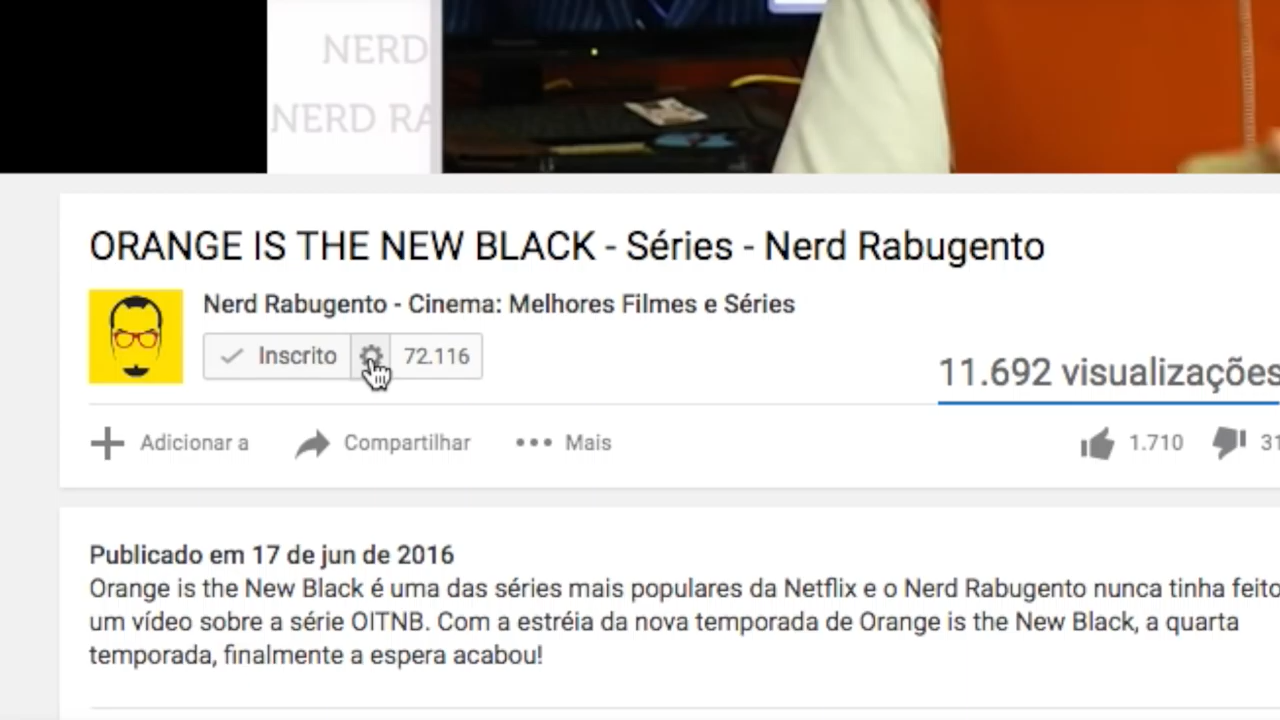 NERD
NERD RA
ORANGE IS THE NEW BLACK - Séries - Nerd Rabugento
Nerd Rabugento - Cinema: Melhores Filmes e Séries
Inscrito 72.116
11.692 visualizações
Adicionar a Compartilhar Mais 1.710 31
Publicado em 17 de jun de 2016
Orange is the New Black é uma das séries mais populares da Netflix e o Nerd Rabugento nunca tinha feito
um vídeo sobre a série OITNB. Com a estréia da nova temporada de Orange is the New Black, a quarta
temporada, finalmente a espera acabou!